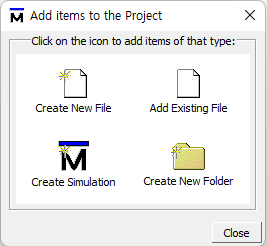 Add items to the Project
Click on the icon to add items of that type:
Create New File
Add Existing File
Create Simulation
Create New Folder
Close